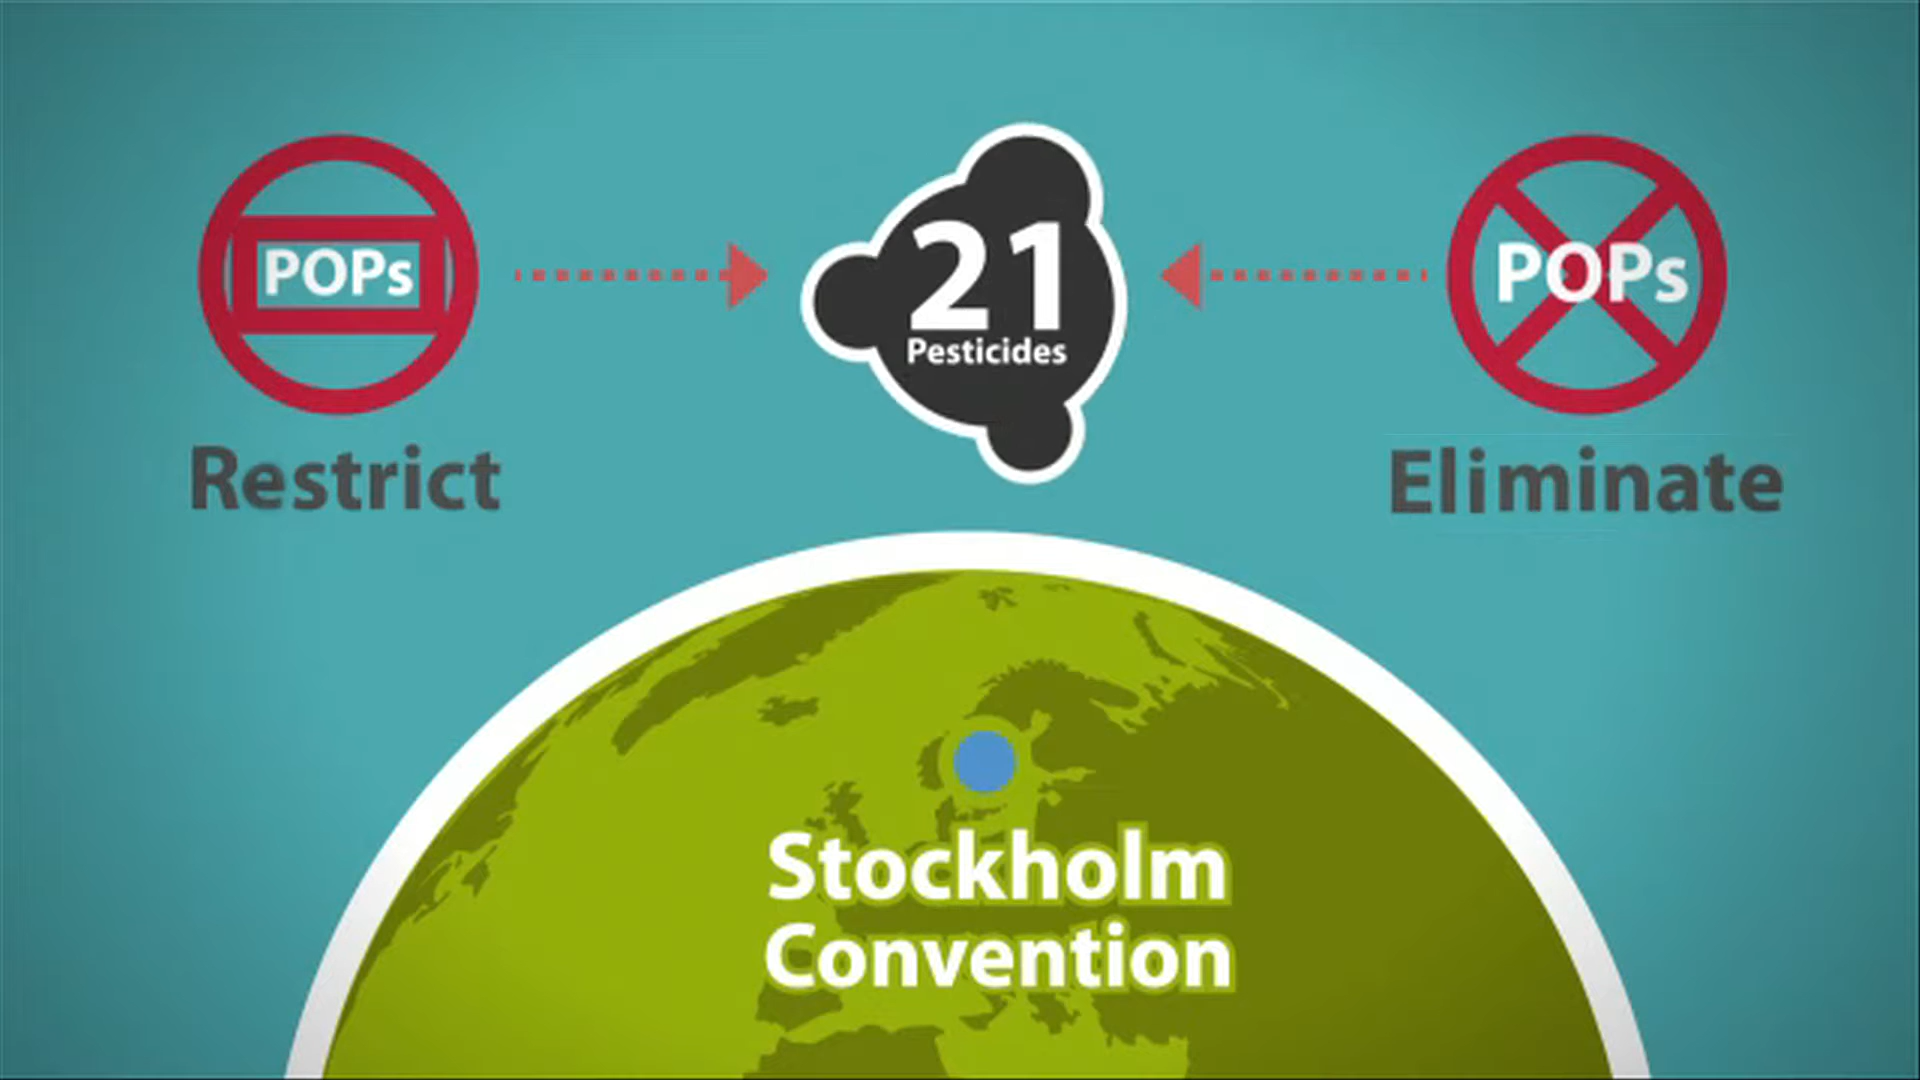 POPs
21
Pesticides
POPs
Restrict
Eliminate
Stockholm
Convention